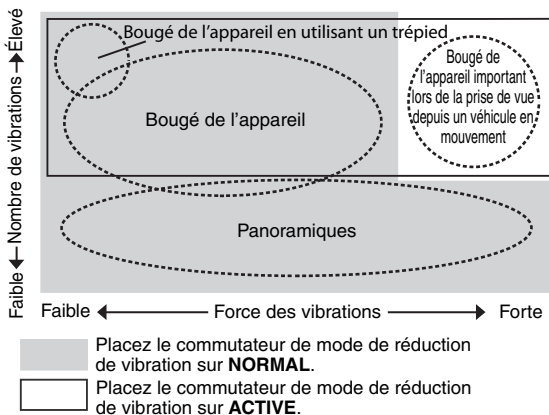 Faible ← Nombre de vibrations → Élevé
Bougé de l'appareil en utilisant un trépied
Bougé de l'appareil
Bougé de
l'appareil important
lors de la prise de vue
depuis un véhicule en
mouvement
Panoramiques
Faible ← Force des vibrations → Forte
Placez le commutateur de mode de réduction
de vibration sur NORMAL.
Placez le commutateur de mode de réduction
de vibration sur ACTIVE.